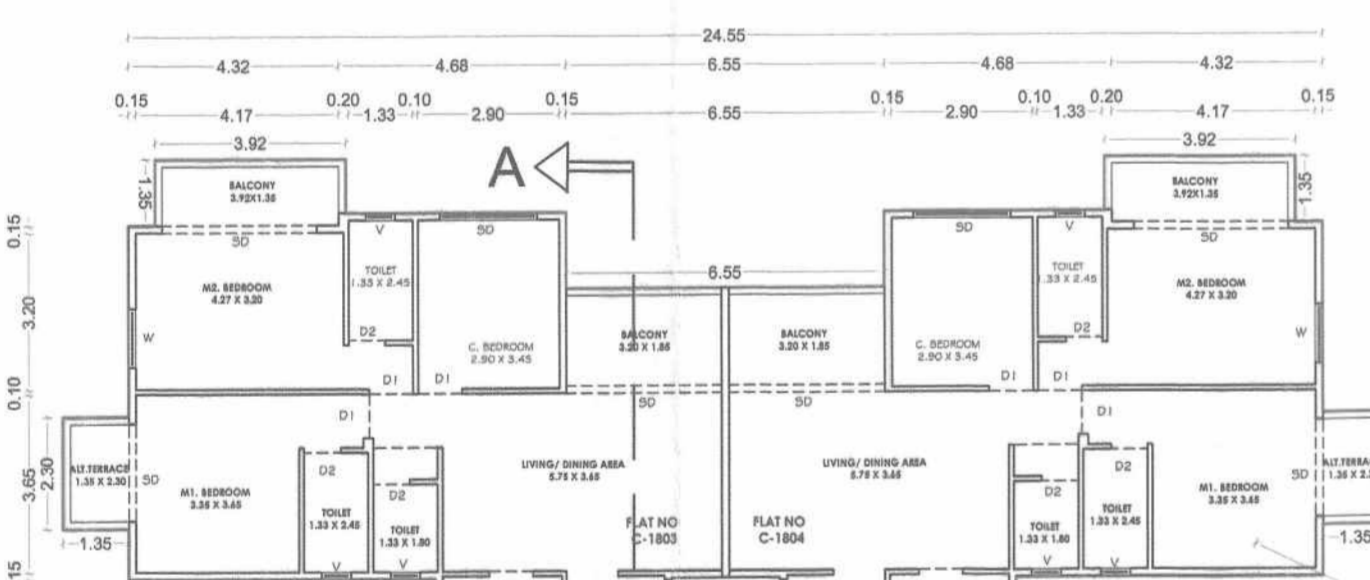 24.55
4.32 4.68 6.55 4.68 4.32
0.15 0.20 0.10 0.15 0.15 0.10 0.20 0.15
4.17 1.33 2.90 6.55 2.90 1.33 4.17
3.92 3.92
A
1.35 BALCONY BALCONY 1.35
3.92X1.35 3.92X1.35
0.15 SD V SD SD V SD
TOILET 6.55 TOILET
1.33 X 2.45 1.33 X 2.45
M2. BEDROOM M2. BEDROOM
4.27 X 3.20 4.27 X 3.20
3.20 W D2 BALCONY BALCONY D2 W
3.20 X 1.85 3.20 X 1.85
C. BEDROOM C. BEDROOM
2.90 X 3.45 2.90 X 3.45
D1 D1 D1 D1
0.10 SD SD
D1 D1
ALT.TERRACE D2 LIVING/ DINING AREA LIVING/ DINING AREA D2
1.35 X 2.30 SD 5.75 X 3.65 5.75 X 3.65 SD
3.65 2.30 M1. BEDROOM D2 D2 M1. BEDROOM
3.35 X 3.65 3.35 X 3.65
TOILET TOILET
1.33 X 2.45 1.33 X 2.45
TOILET FLAT NO FLAT NO TOILET
1.33 X 1.80 C-1803 C-1804 1.33 X 1.80
1.35 1.35
V V V V